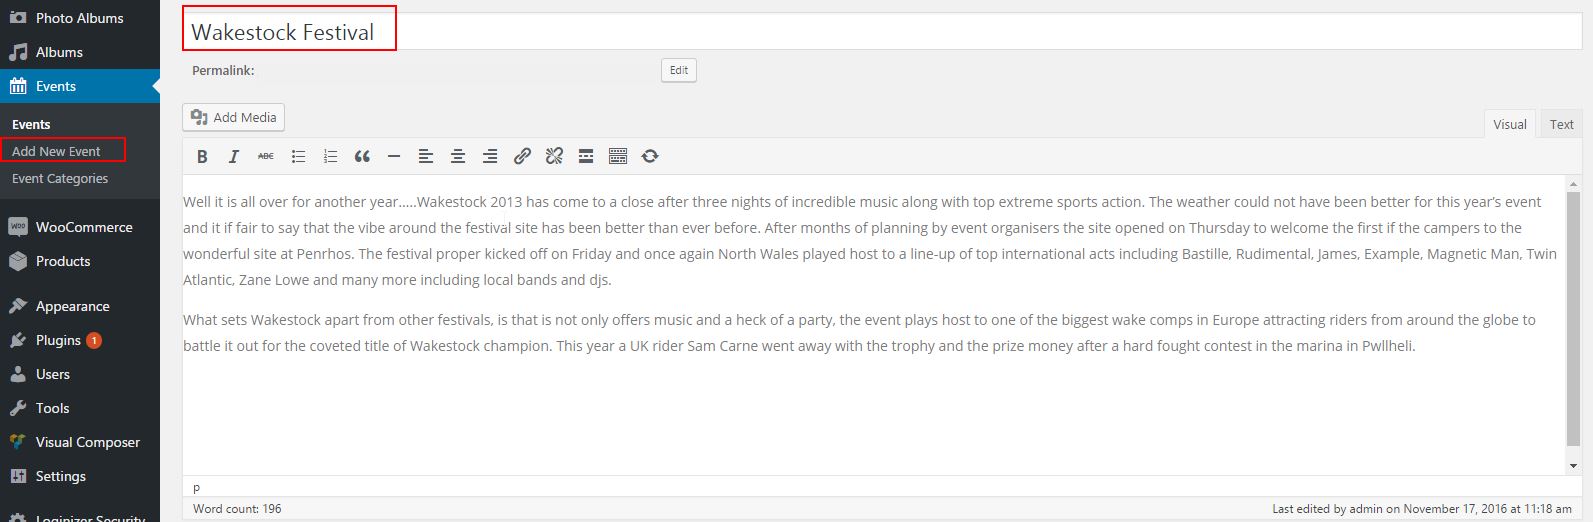 Photo Albums
Albums
Events
Events
Add New Event
Event Categories
WooCommerce
Products
Appearance
Plugins 1
Users
Tools
Visual Composer
Settings
Loginizer Security
Wakestock Festival
Permalink:
Edit
Add Media
Visual Text
B I ABC
Well it is all over for another year.....Wakestock 2013 has come to a close after three nights of incredible music along with top extreme sports action. The weather could not have been better for this year's event
and it if fair to say that the vibe around the festival site has been better than ever before. After months of planning by event organisers the site opened on Thursday to welcome the first if the campers to the
wonderful site at Penrhos. The festival proper kicked off on Friday and once again North Wales played host to a line-up of top international acts including Bastille, Rudimental, James, Example, Magnetic Man, Twin
Atlantic, Zane Lowe and many more including local bands and djs.
What sets Wakestock apart from other festivals, is that is not only offers music and a heck of a party, the event plays host to one of the biggest wake comps in Europe attracting riders from around the globe to
battle it out for the coveted title of Wakestock champion. This year a UK rider Sam Carne went away with the trophy and the prize money after a hard fought contest in the marina in Pwllheli.
p
Word count: 196
Last edited by admin on November 17, 2016 at 11:18 am